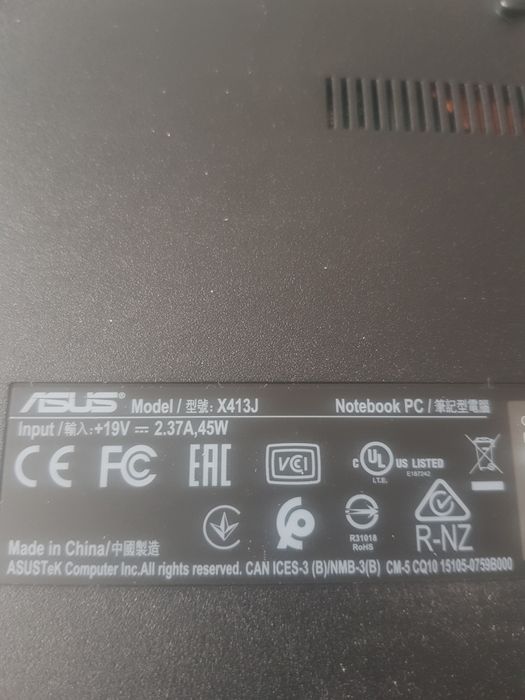 ASUS® Model / 型號: X413J Notebook PC / 筆記型電腦
Input / 輸入: +19V ⎓ 2.37A,45W
CE FC EAC VCI c UL US LISTED
I.T.E. E187242
R31018
RoHS
R-NZ
Made in China/中國製造
ASUSTeK Computer Inc.All rights reserved. CAN ICES-3 (B)/NMB-3(B) CM-5 CQ10 15105-0759B000